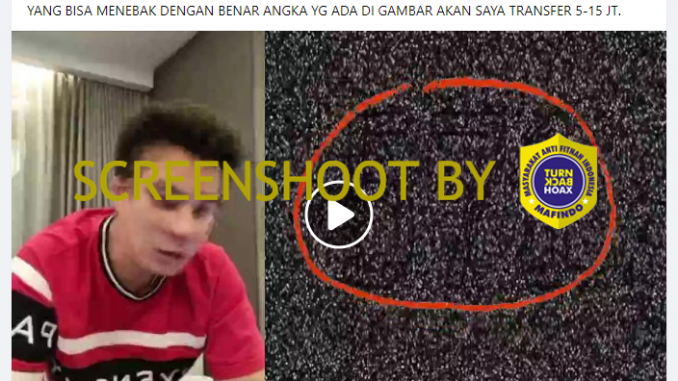 YANG BISA MENEBAK DENGAN BENAR ANGKA YG ADA DI GAMBAR AKAN SAYA TRANSFER 5-15 JT.
SCREENSHOOT BY
MASYARAKAT ANTI FITNAH INDONESIA
TURN
BACK
HOAX
MAFINDO
PA